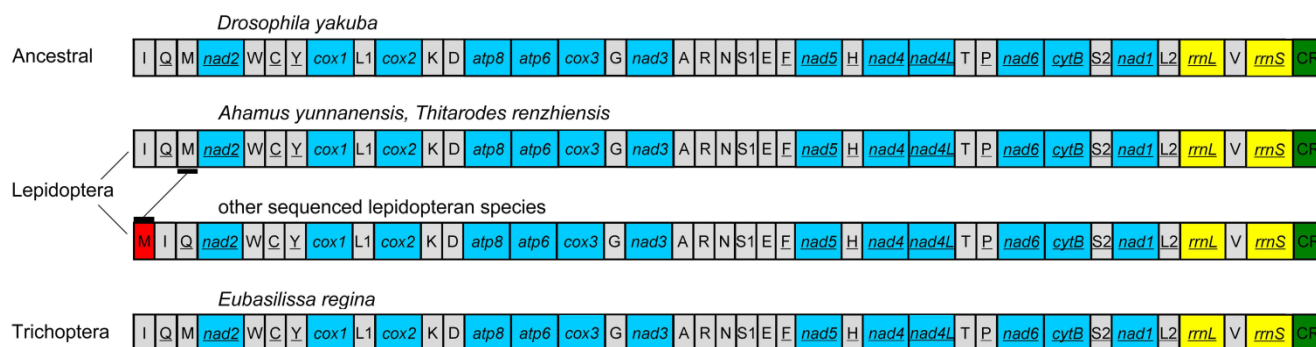 Drosophila yakuba
Ancestral I Q M nad2 W C Y cox1 L1 cox2 K D atp8 atp6 cox3 G nad3 A R N S1 E F nad5 H nad4 nad4L T P nad6 cytB S2 nad1 L2 rrnL V rrnS CR
Ahamus yunnanensis, Thitarodes renzhiensis
I Q M nad2 W C Y cox1 L1 cox2 K D atp8 atp6 cox3 G nad3 A R N S1 E F nad5 H nad4 nad4L T P nad6 cytB S2 nad1 L2 rrnL V rrnS CR
Lepidoptera
other sequenced lepidopteran species
M I Q nad2 W C Y cox1 L1 cox2 K D atp8 atp6 cox3 G nad3 A R N S1 E F nad5 H nad4 nad4L T P nad6 cytB S2 nad1 L2 rrnL V rrnS CR
Eubasilissa regina
Trichoptera I Q M nad2 W C Y cox1 L1 cox2 K D atp8 atp6 cox3 G nad3 A R N S1 E F nad5 H nad4 nad4L T P nad6 cytB S2 nad1 L2 rrnL V rrnS CR